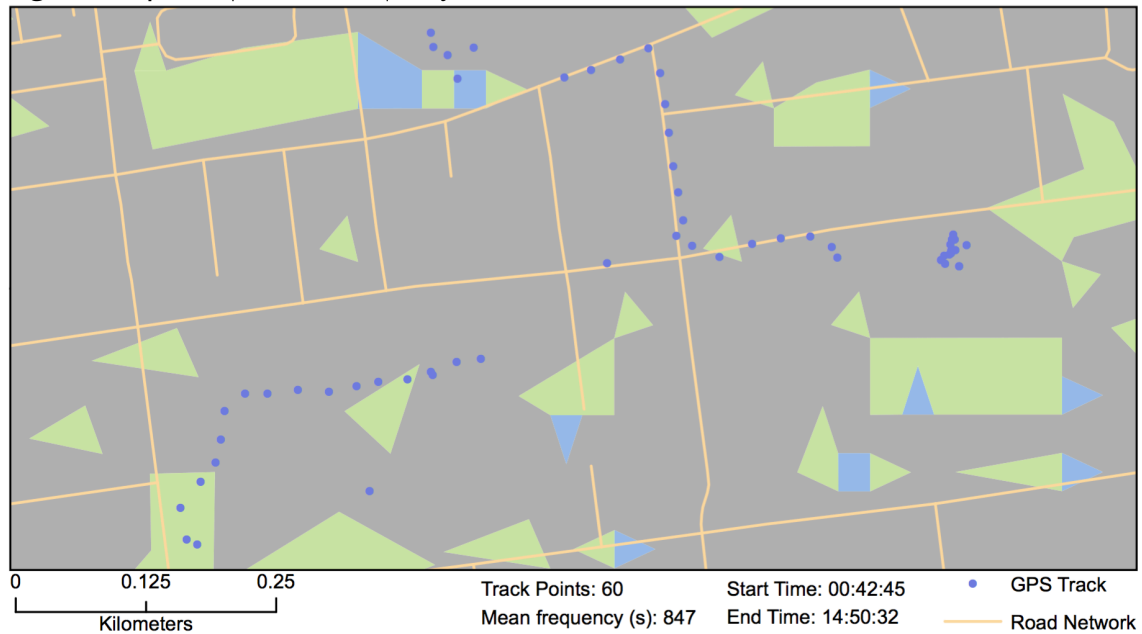 0 0.125 0.25
Kilometers
Track Points: 60
Mean frequency (s): 847
Start Time: 00:42:45
End Time: 14:50:32
GPS Track
Road Network